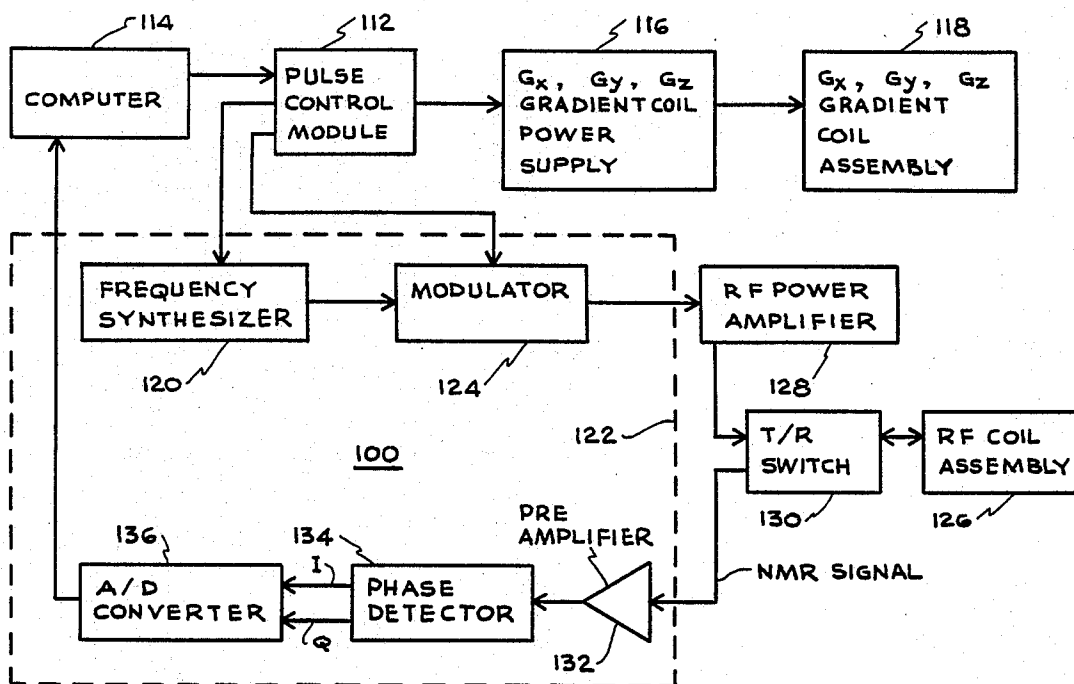 114
112
116
118
COMPUTER
PULSE
CONTROL
MODULE
Gx, Gy, Gz
GRADIENT COIL
POWER
SUPPLY
Gx, Gy, Gz
GRADIENT
COIL
ASSEMBLY
FREQUENCY
SYNTHESIZER
MODULATOR
RF POWER
AMPLIFIER
120
124
128
122
T/R
SWITCH
RF COIL
ASSEMBLY
130
126
100
PRE
AMPLIFIER
136
134
A/D
CONVERTER
I
Q
PHASE
DETECTOR
132
NMR SIGNAL